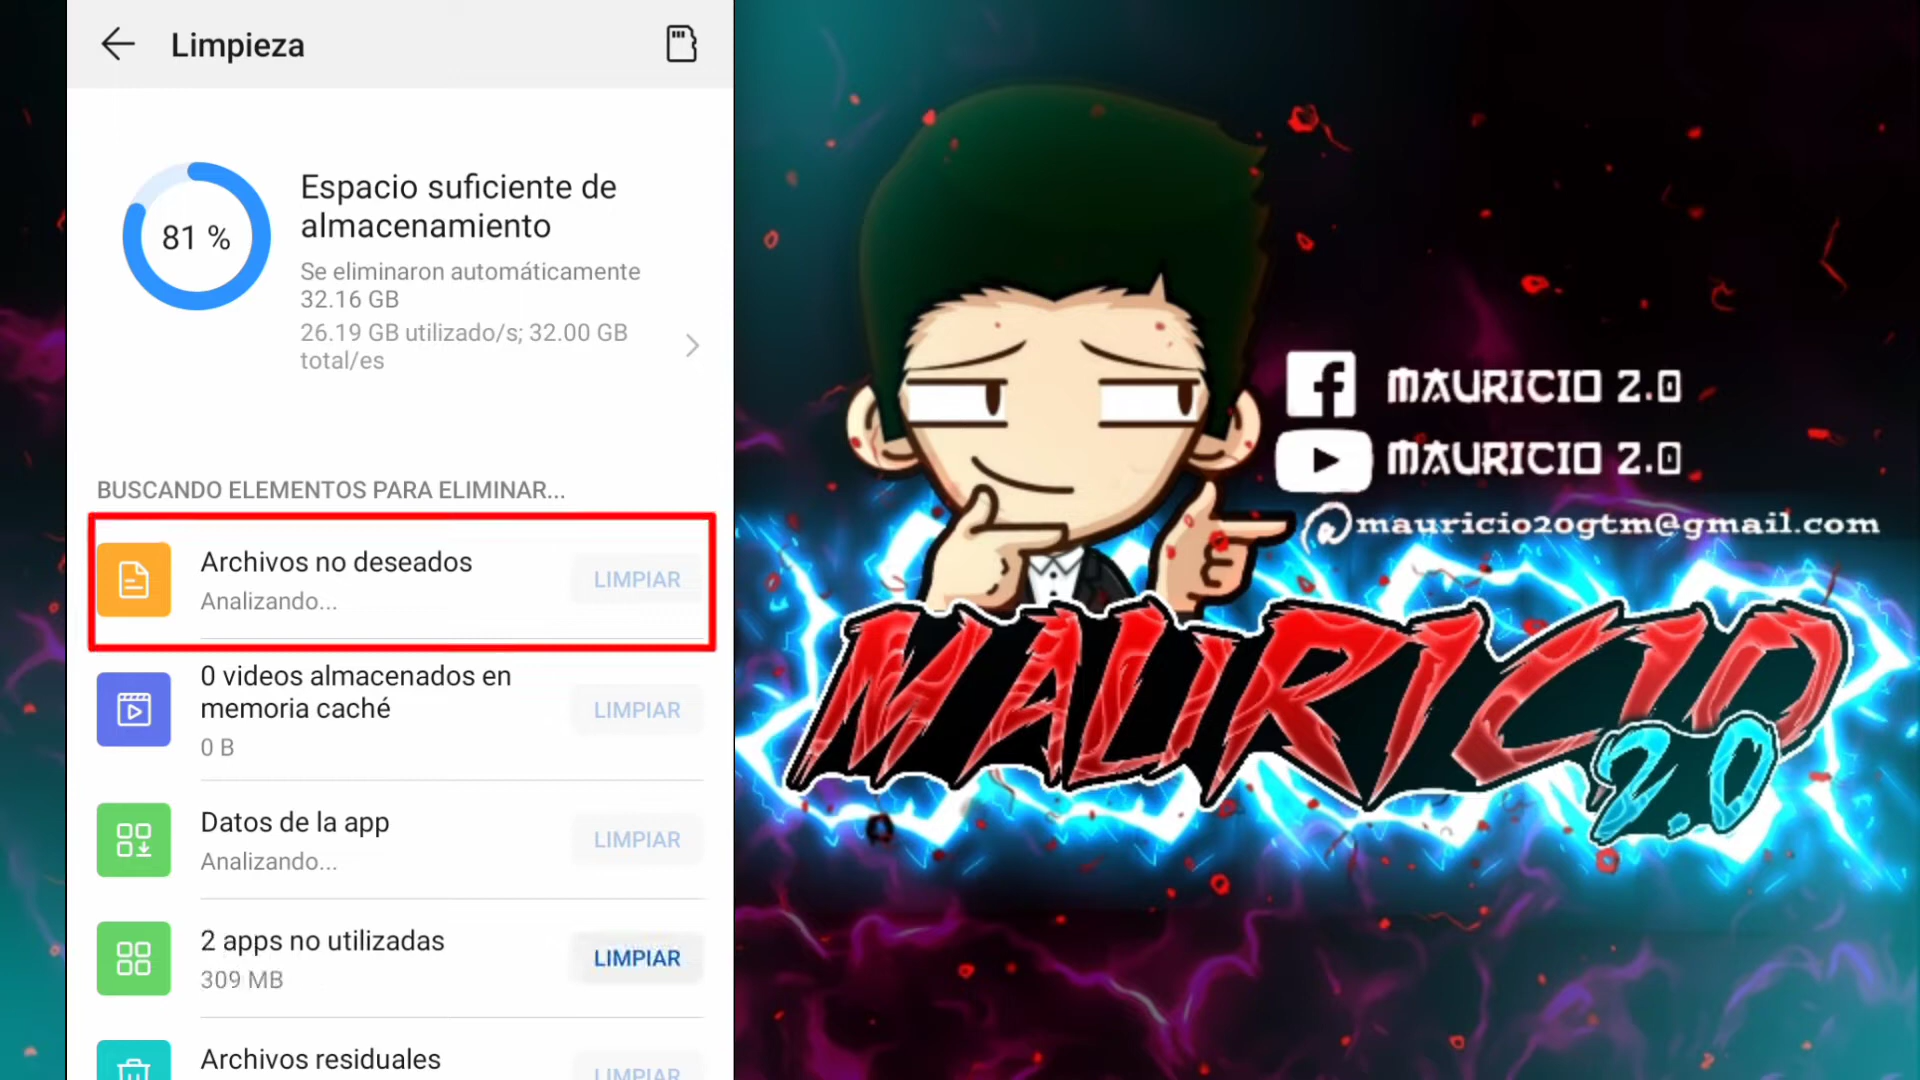 Limpieza
81 %
Espacio suficiente de
almacenamiento
Se eliminaron automáticamente
32.16 GB
26.19 GB utilizado/s; 32.00 GB
total/es
BUSCANDO ELEMENTOS PARA ELIMINAR...
Archivos no deseados
Analizando...
LIMPIAR
0 videos almacenados en
memoria caché
0 B
LIMPIAR
Datos de la app
Analizando...
LIMPIAR
2 apps no utilizadas
309 MB
LIMPIAR
Archivos residuales
LIMPIAR
f MAURICIO 2.0
MAURICIO 2.0
@mauricio20gtm@gmail.com
MAURICIO
2.0